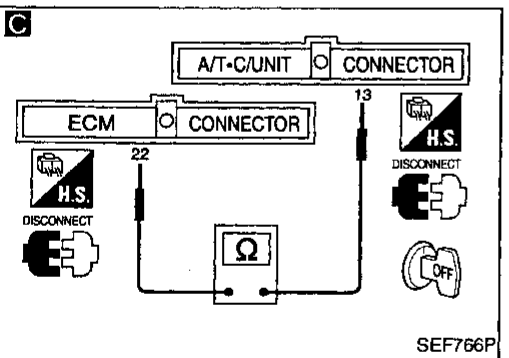 C
A/T•C/UNIT CONNECTOR
13
H.S.
DISCONNECT
OFF
ECM CONNECTOR
22
H.S.
DISCONNECT
Ω
SEF766P